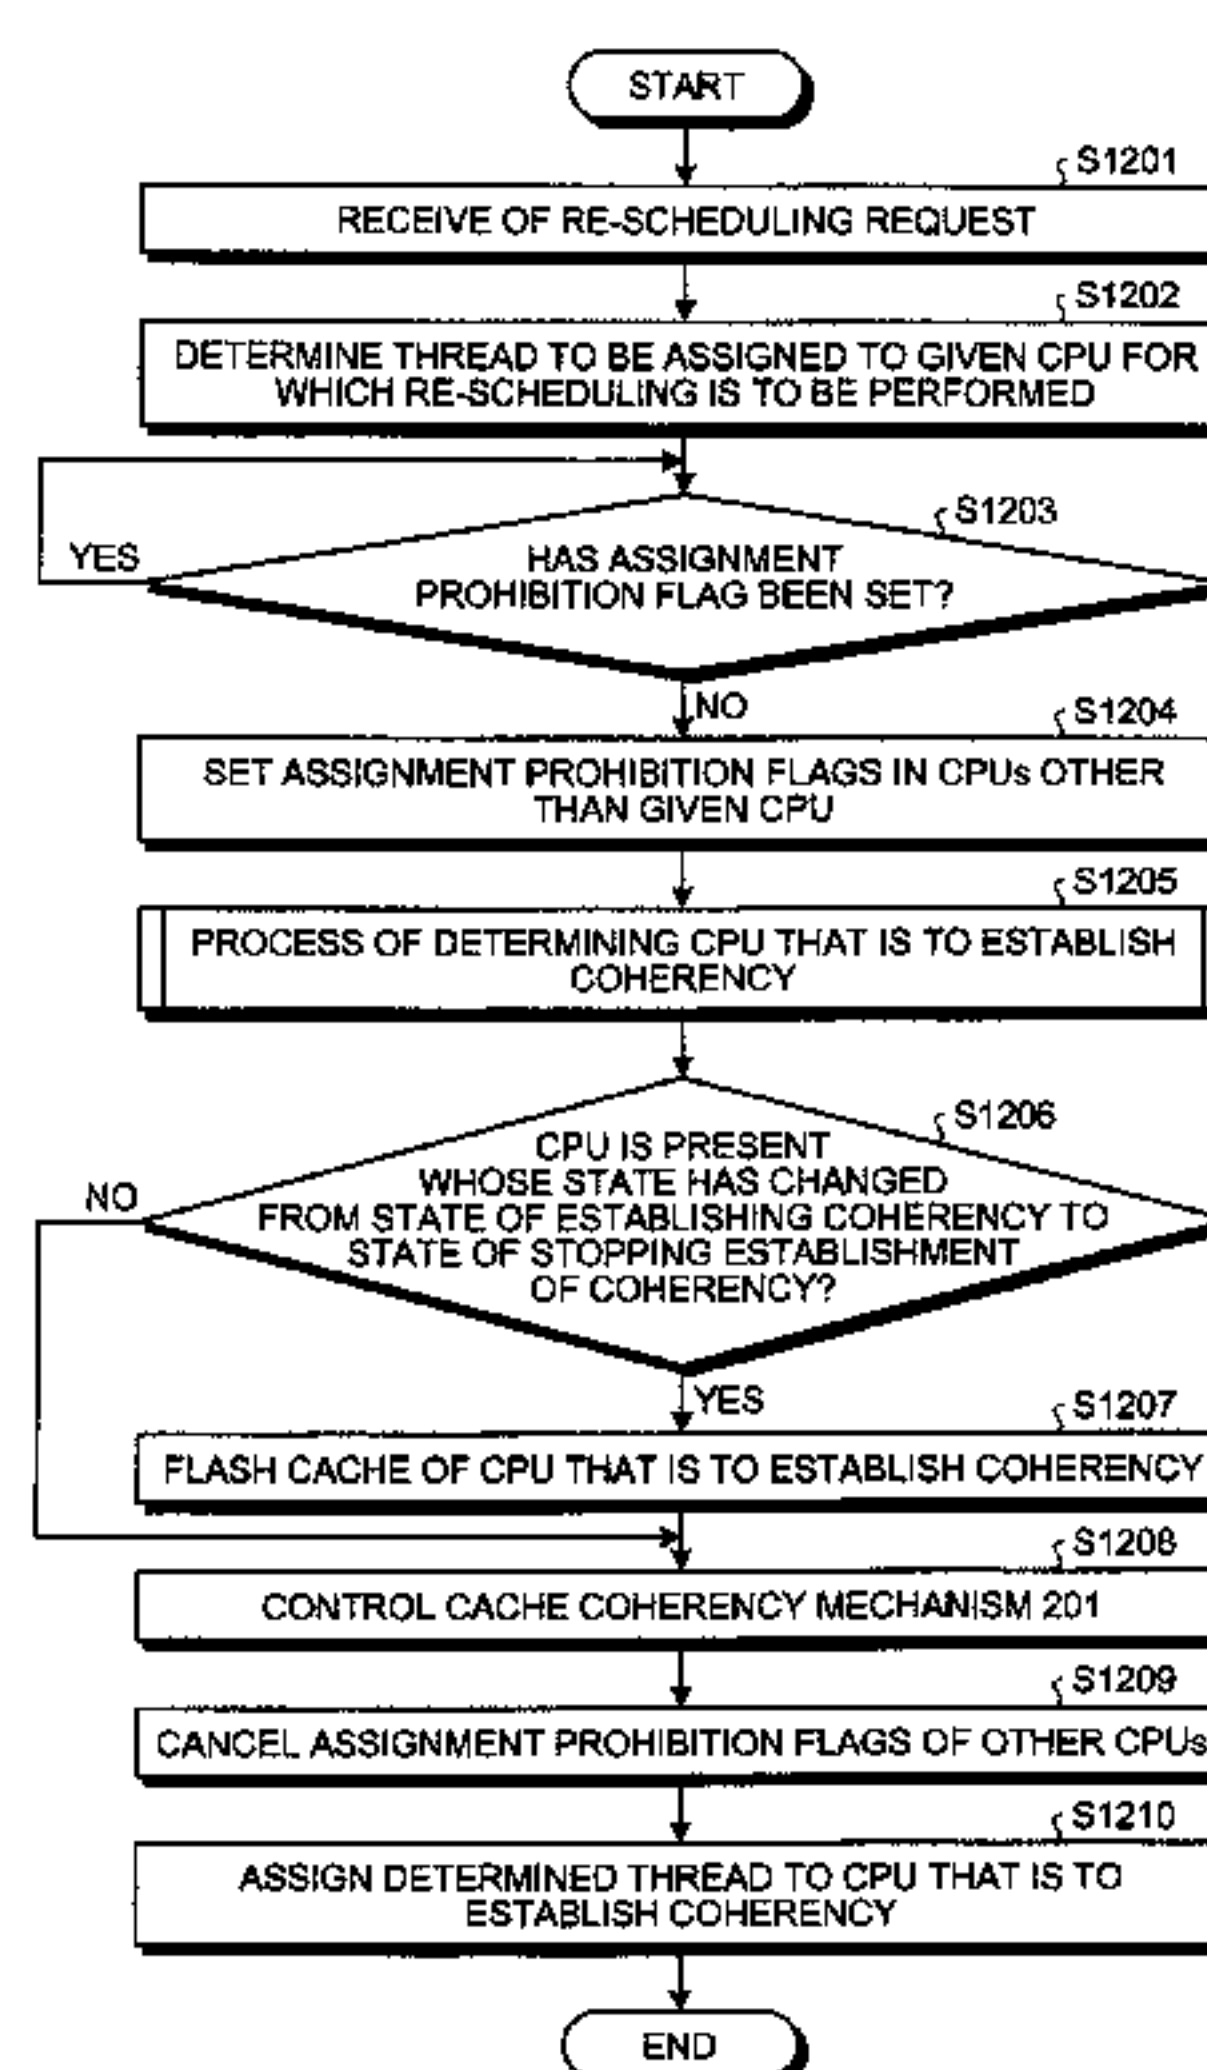 START
S1201
RECEIVE OF RE-SCHEDULING REQUEST
S1202
DETERMINE THREAD TO BE ASSIGNED TO GIVEN CPU FOR
WHICH RE-SCHEDULING IS TO BE PERFORMED
S1203
YES
HAS ASSIGNMENT
PROHIBITION FLAG BEEN SET?
NO
S1204
SET ASSIGNMENT PROHIBITION FLAGS IN CPUs OTHER
THAN GIVEN CPU
S1205
PROCESS OF DETERMINING CPU THAT IS TO ESTABLISH
COHERENCY
S1206
NO
CPU IS PRESENT
WHOSE STATE HAS CHANGED
FROM STATE OF ESTABLISHING COHERENCY TO
STATE OF STOPPING ESTABLISHMENT
OF COHERENCY?
YES
S1207
FLASH CACHE OF CPU THAT IS TO ESTABLISH COHERENCY
S1208
CONTROL CACHE COHERENCY MECHANISM 201
S1209
CANCEL ASSIGNMENT PROHIBITION FLAGS OF OTHER CPUs
S1210
ASSIGN DETERMINED THREAD TO CPU THAT IS TO
ESTABLISH COHERENCY
END